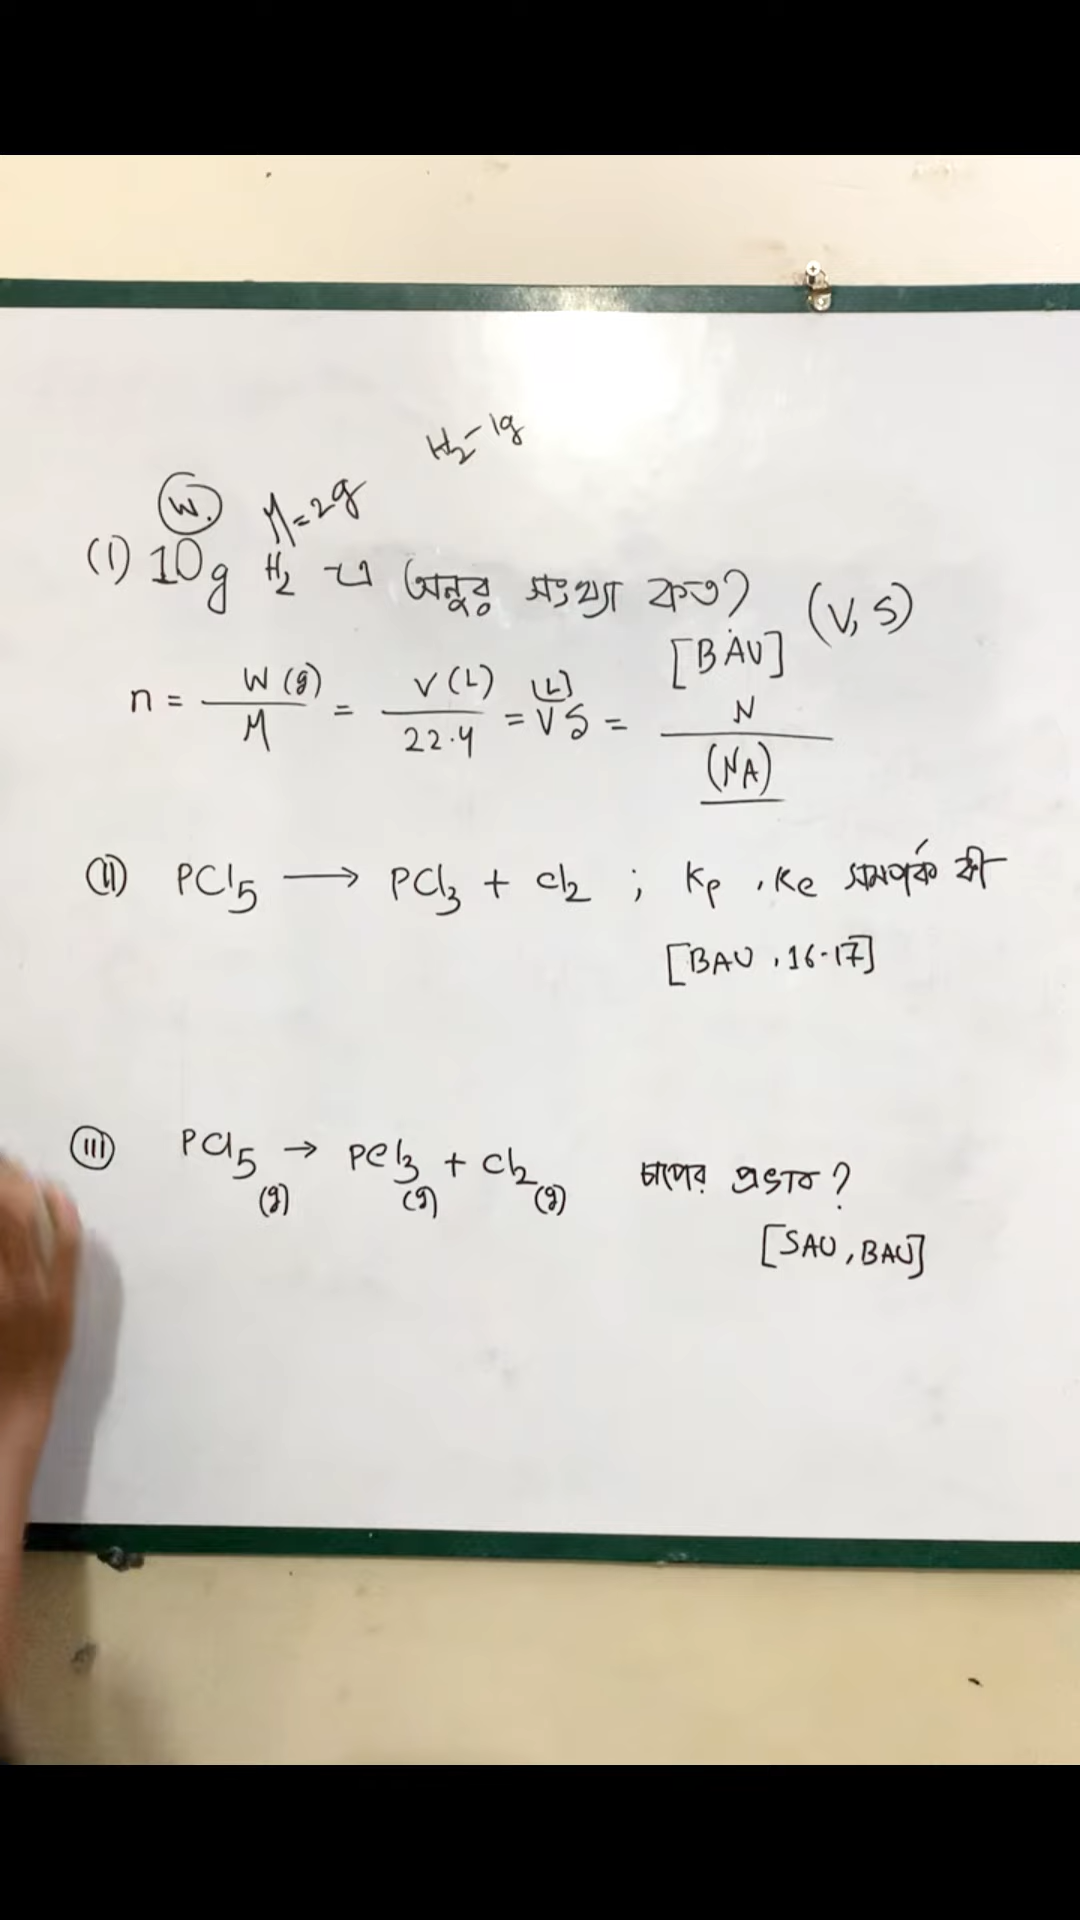 H₂ - 1g
W. M = 2g
(I) 10g H₂ এ অনুর সংখ্যা কত? (V, S)
[BAU]
n = W (g) / M = V (L) / 22.4 = V (L) S = N / (NA)
(II) PCl₅ → PCl₃ + Cl₂ ; Kp , Kc সম্পর্ক কী
[BAU , 16-17]
(III) PCl₅ (g) → PCl₃ (g) + Cl₂ (g) চাপের প্রভাব ?
[SAU , BAU]